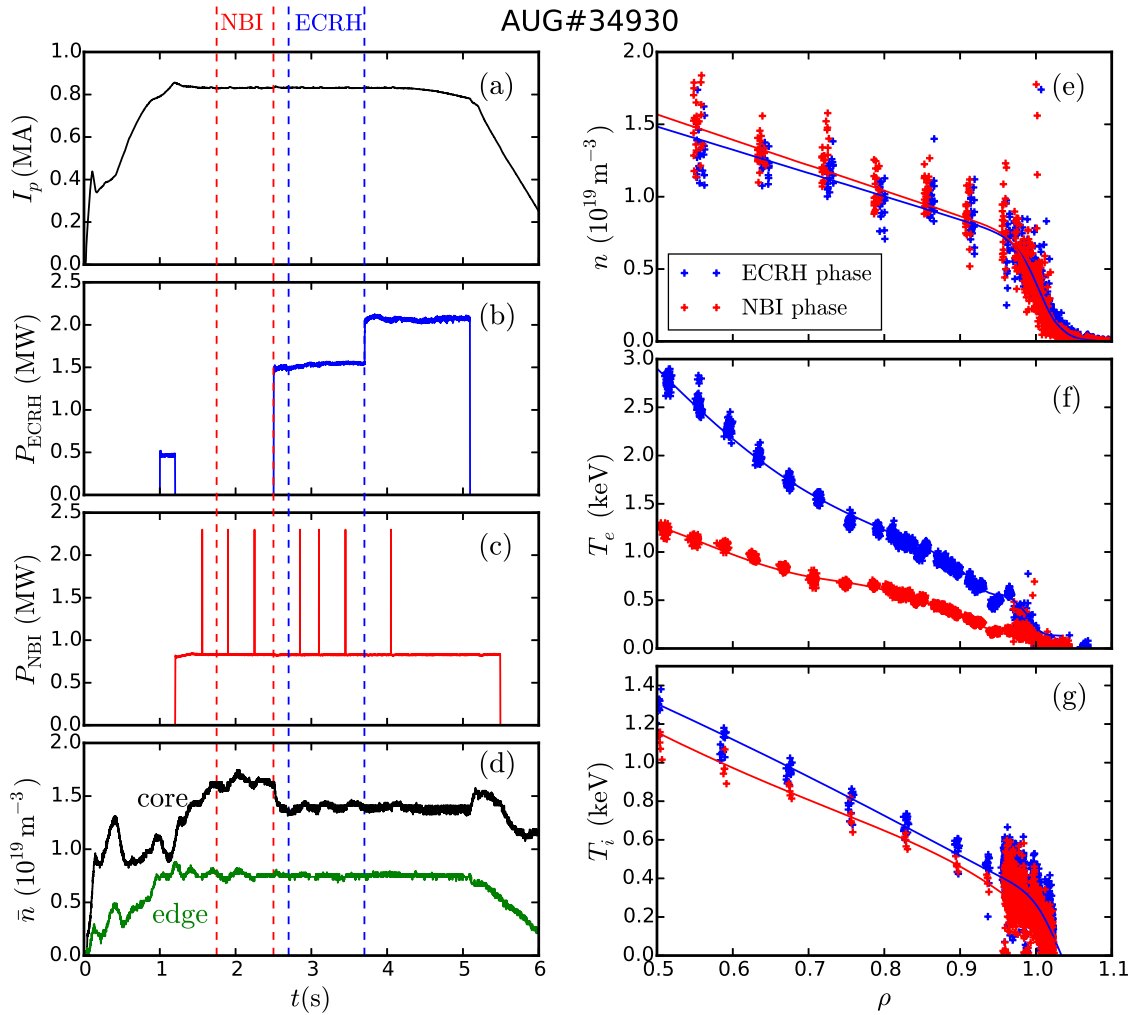 AUG#34930
NBI
ECRH
(a)
I_p (MA)
1.0
0.8
0.6
0.4
0.2
0.0
(b)
P_ECRH (MW)
2.5
2.0
1.5
1.0
0.5
0.0
(c)
P_NBI (MW)
2.5
2.0
1.5
1.0
0.5
0.0
(d)
n̄ (10^19 m^−3)
2.0
1.5
1.0
0.5
0.0
core
edge
0 1 2 3 4 5 6
t(s)
(e)
n (10^19 m^−3)
2.0
1.5
1.0
0.5
0.0
ECRH phase
NBI phase
(f)
T_e (keV)
3.0
2.5
2.0
1.5
1.0
0.5
0.0
(g)
T_i (keV)
1.4
1.2
1.0
0.8
0.6
0.4
0.2
0.0
0.5 0.6 0.7 0.8 0.9 1.0 1.1
ρ